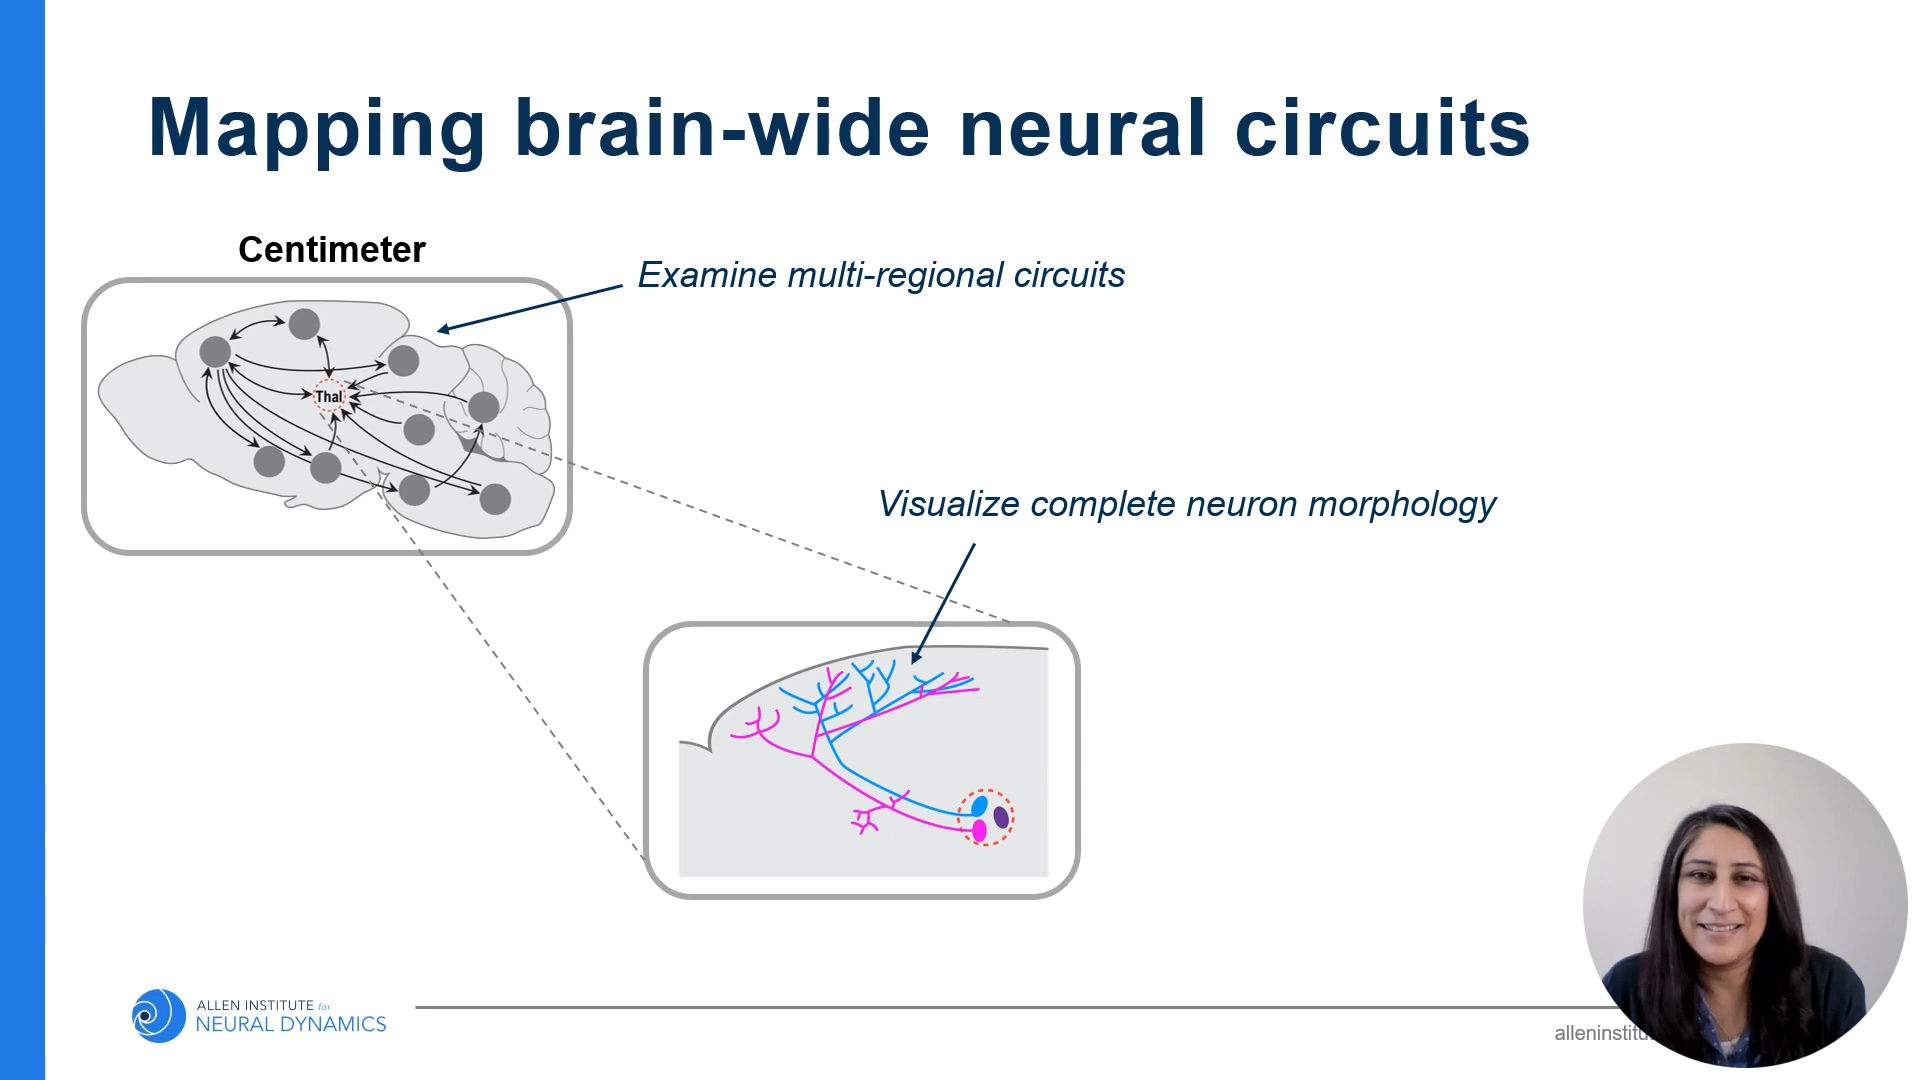 Mapping brain-wide neural circuits
Centimeter
Examine multi-regional circuits
Thal
Visualize complete neuron morphology
ALLEN INSTITUTE for
NEURAL DYNAMICS